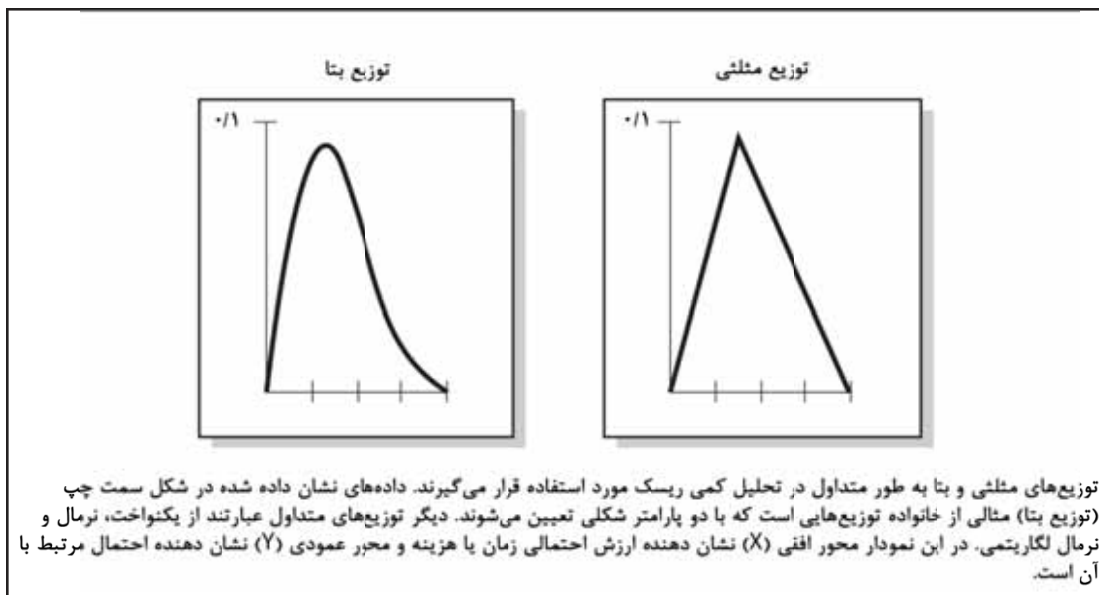 توزیع مثلثی
توزیع بتا
۰/۱
۰/۱
توزیع‌های مثلثی و بتا به طور متداول در تحلیل کمی ریسک مورد استفاده قرار می‌گیرند. داده‌های نشان داده شده در شکل سمت چپ
(توزیع بتا) مثالی از خانواده توزیع‌هایی است که با دو پارامتر شکلی تعیین می‌شوند. دیگر توزیع‌های متداول عبارتند از یکنواخت، نرمال و
نرمال لگاریتمی. در این نمودار محور افقی (X) نشان دهنده ارزش احتمالی زمان یا هزینه و محور عمودی (Y) نشان دهنده احتمال مرتبط با
آن است.